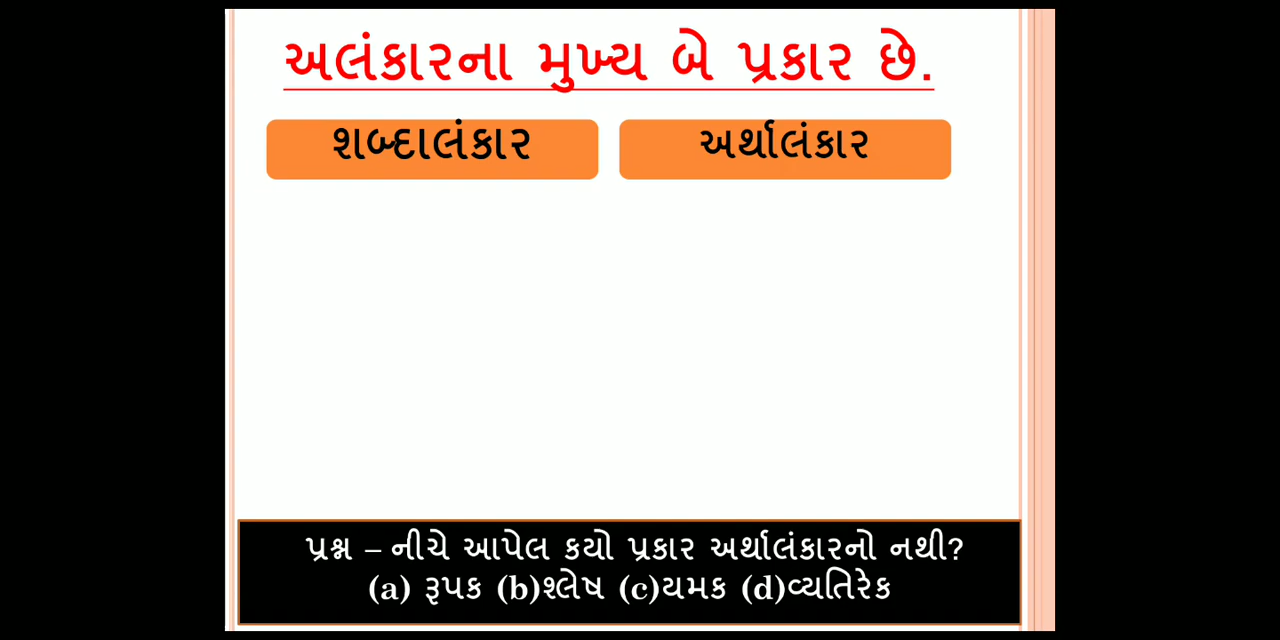 અલંકારના મુખ્ય બે પ્રકાર છે.
શબ્દાલંકાર
અર્થાલંકાર
પ્રશ્ન – નીચે આપેલ કયો પ્રકાર અર્થાલંકારનો નથી?
(a) રૂપક (b)શ્લેષ (c)યમક (d)વ્યતિરેક